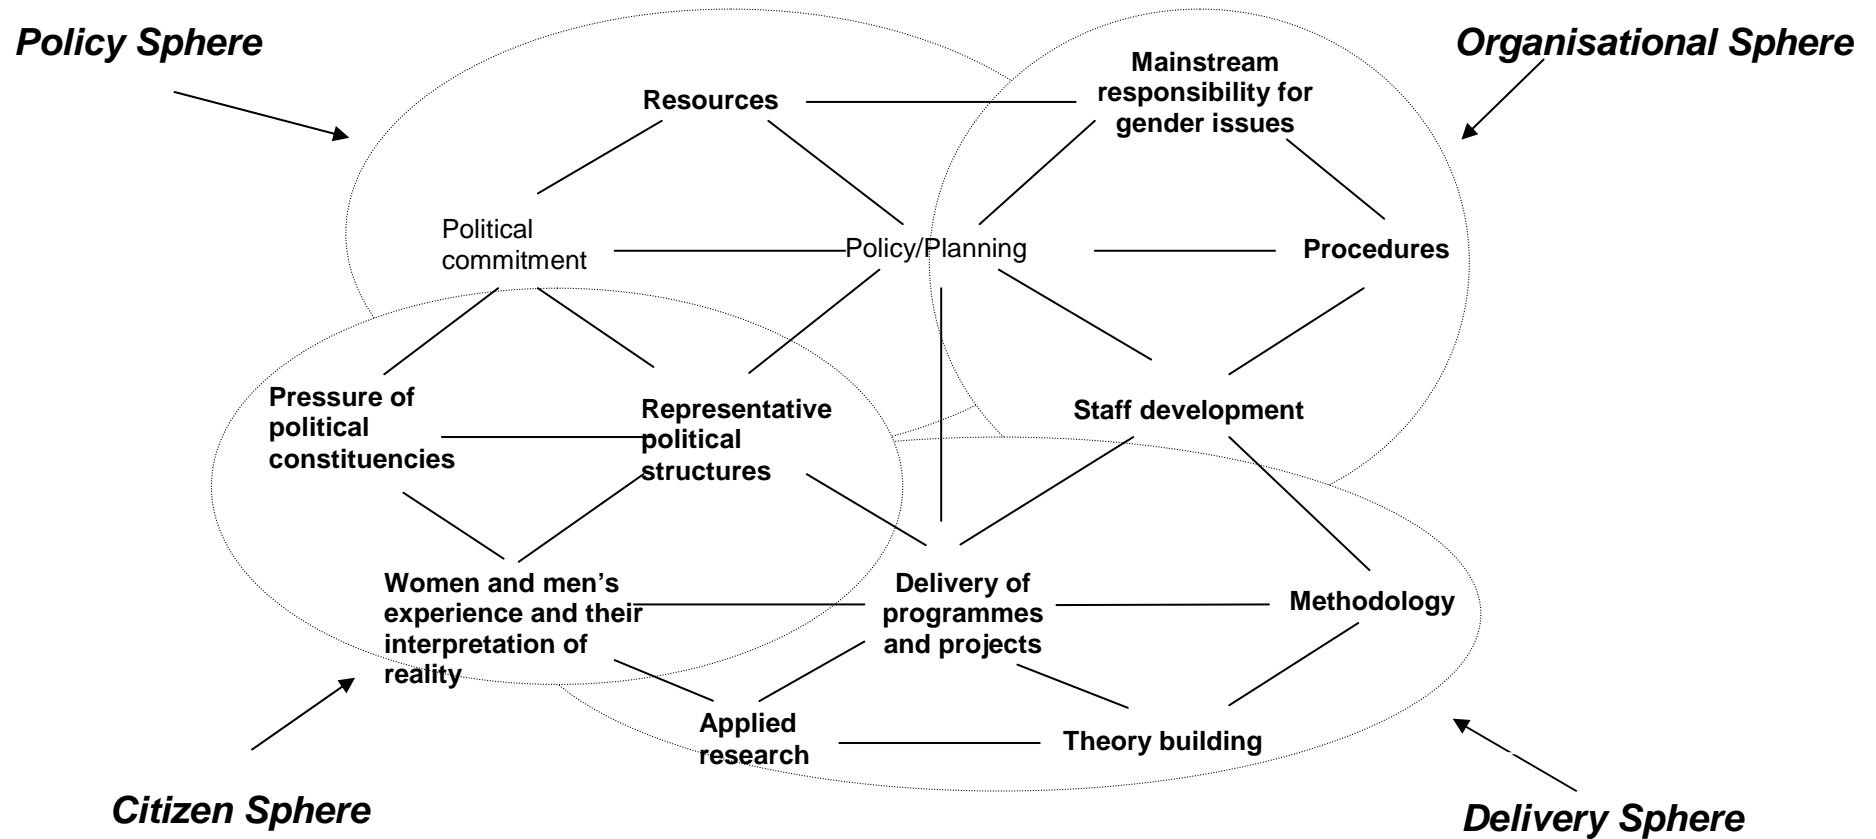 Policy Sphere
Organisational Sphere
Mainstream
responsibility for
gender issues
Resources
Political
commitment
Policy/Planning
Procedures
Pressure of
political
constituencies
Representative
political
structures
Staff development
Women and men’s
experience and their
interpretation of
reality
Delivery of
programmes
and projects
Methodology
Applied
research
Theory building
Citizen Sphere
Delivery Sphere